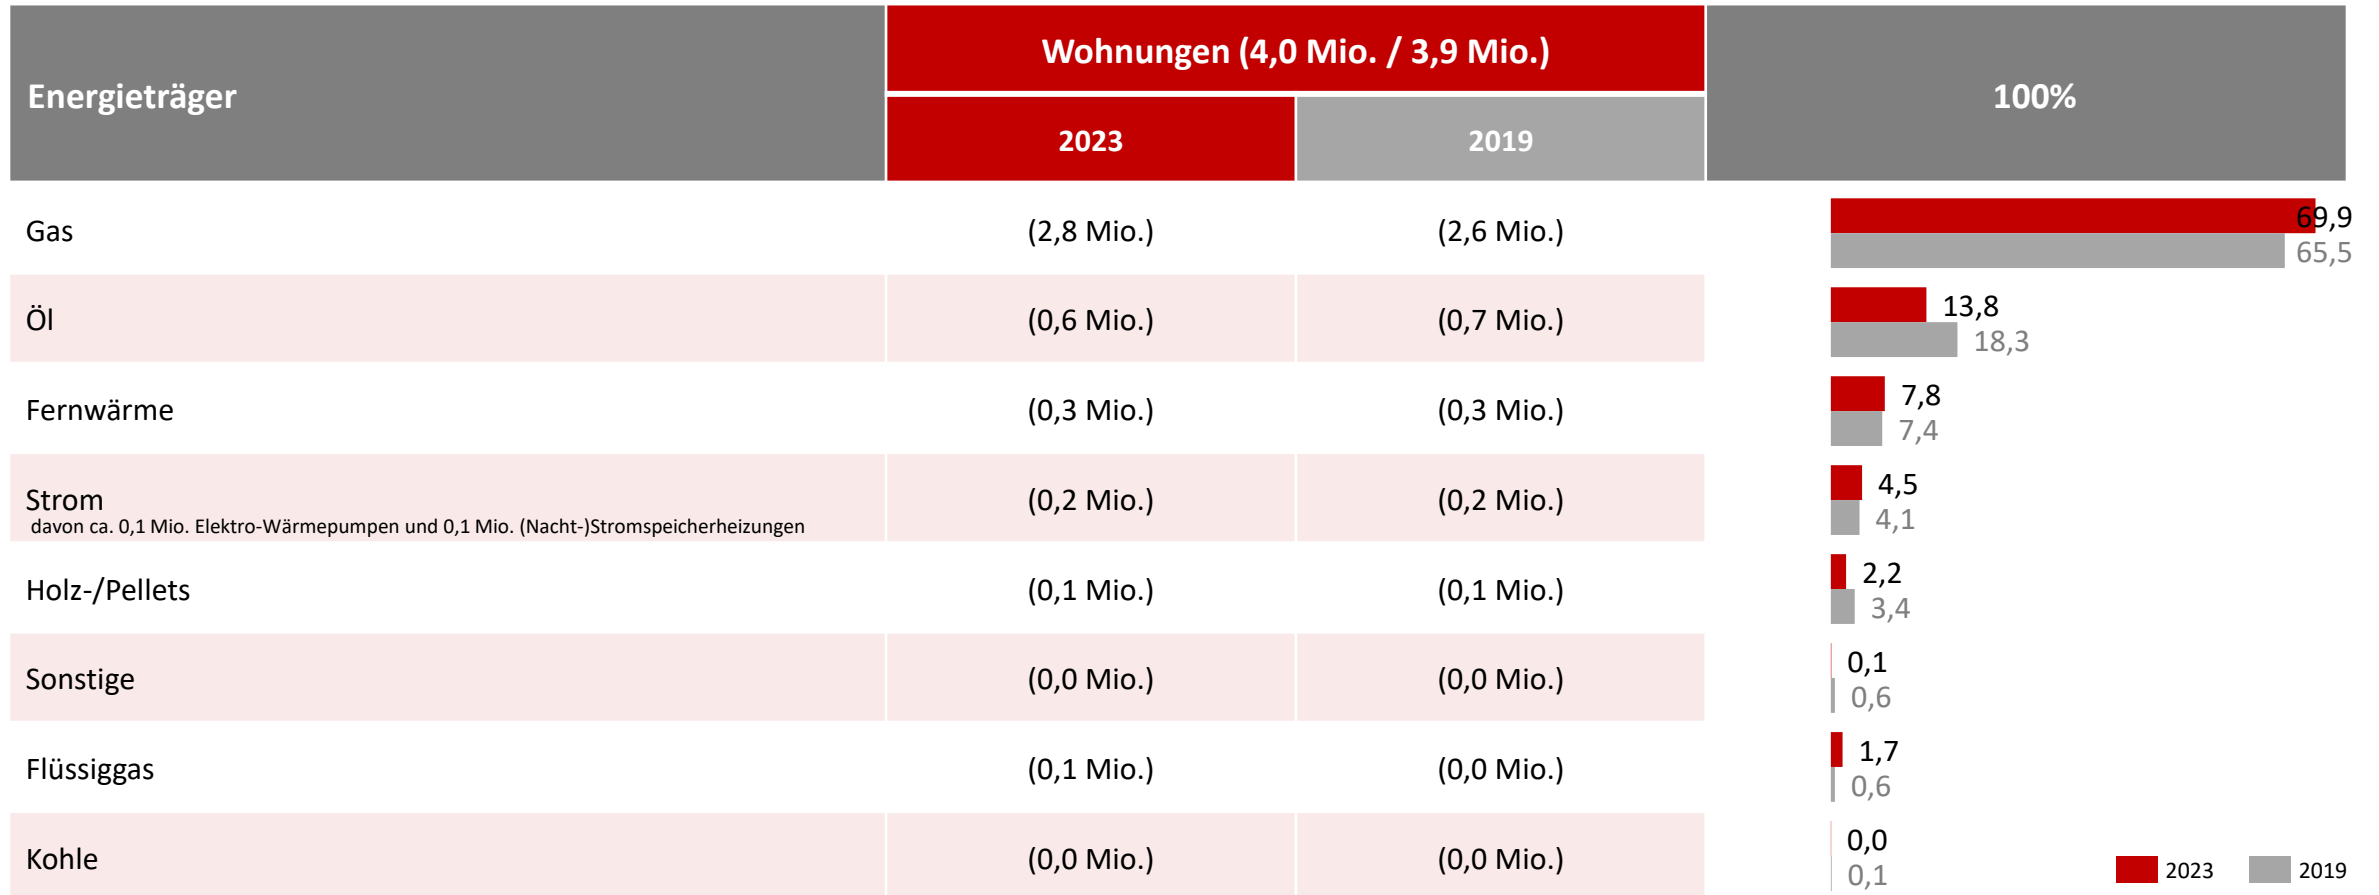 Energieträger
Wohnungen (4,0 Mio. / 3,9 Mio.)
100%
2023
2019
Gas
(2,8 Mio.)
(2,6 Mio.)
69,9
65,5
Öl
(0,6 Mio.)
(0,7 Mio.)
13,8
18,3
Fernwärme
(0,3 Mio.)
(0,3 Mio.)
7,8
7,4
Strom
davon ca. 0,1 Mio. Elektro-Wärmepumpen und 0,1 Mio. (Nacht-)Stromspeicherheizungen
(0,2 Mio.)
(0,2 Mio.)
4,5
4,1
Holz-/Pellets
(0,1 Mio.)
(0,1 Mio.)
2,2
3,4
Sonstige
(0,0 Mio.)
(0,0 Mio.)
0,1
0,6
Flüssiggas
(0,1 Mio.)
(0,0 Mio.)
1,7
0,6
Kohle
(0,0 Mio.)
(0,0 Mio.)
0,0
0,1
2023
2019